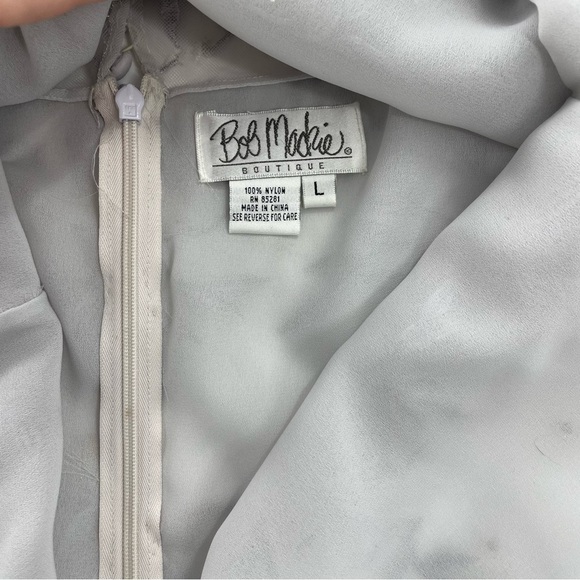 Bob Mackie®
BOUTIQUE
100% NYLON
RN 85281
MADE IN CHINA
SEE REVERSE FOR CARE
L